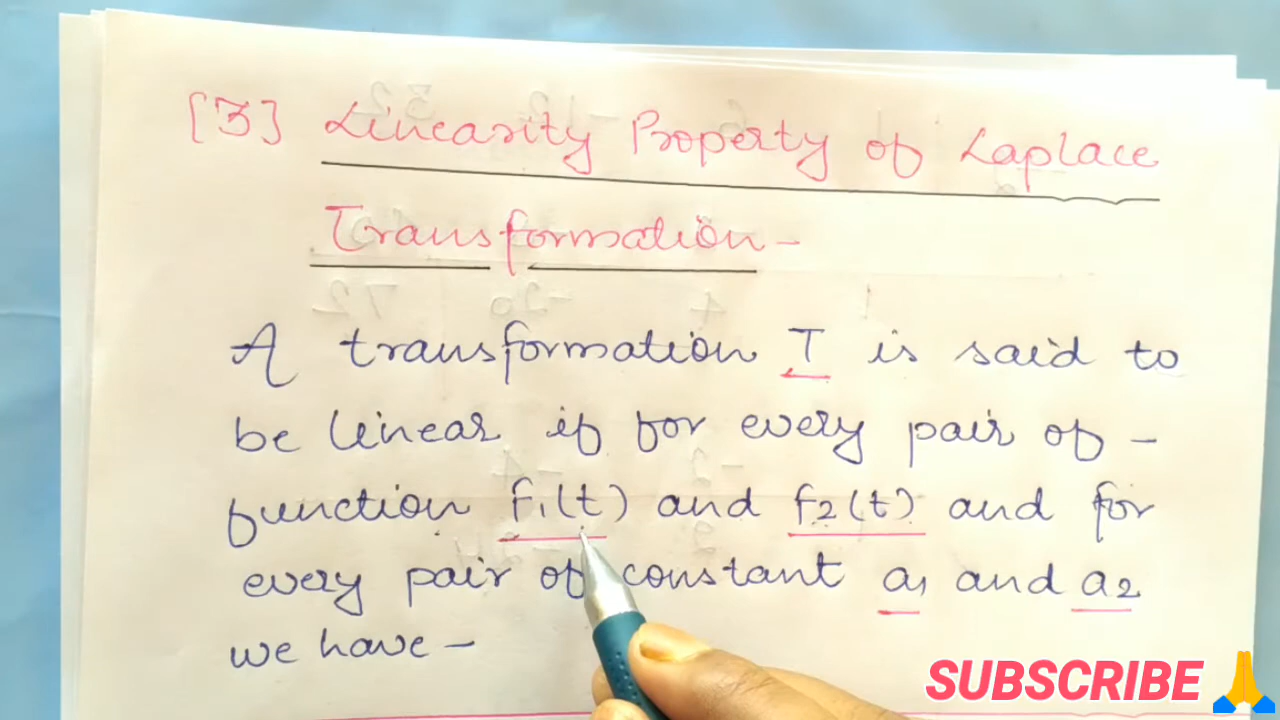 [3] Linearity Property of Laplace
Transformation-
A transformation T is said to
be linear if for every pair of -
function f1(t) and f2(t) and for
every pair of constant a1 and a2
we have -
SUBSCRIBE